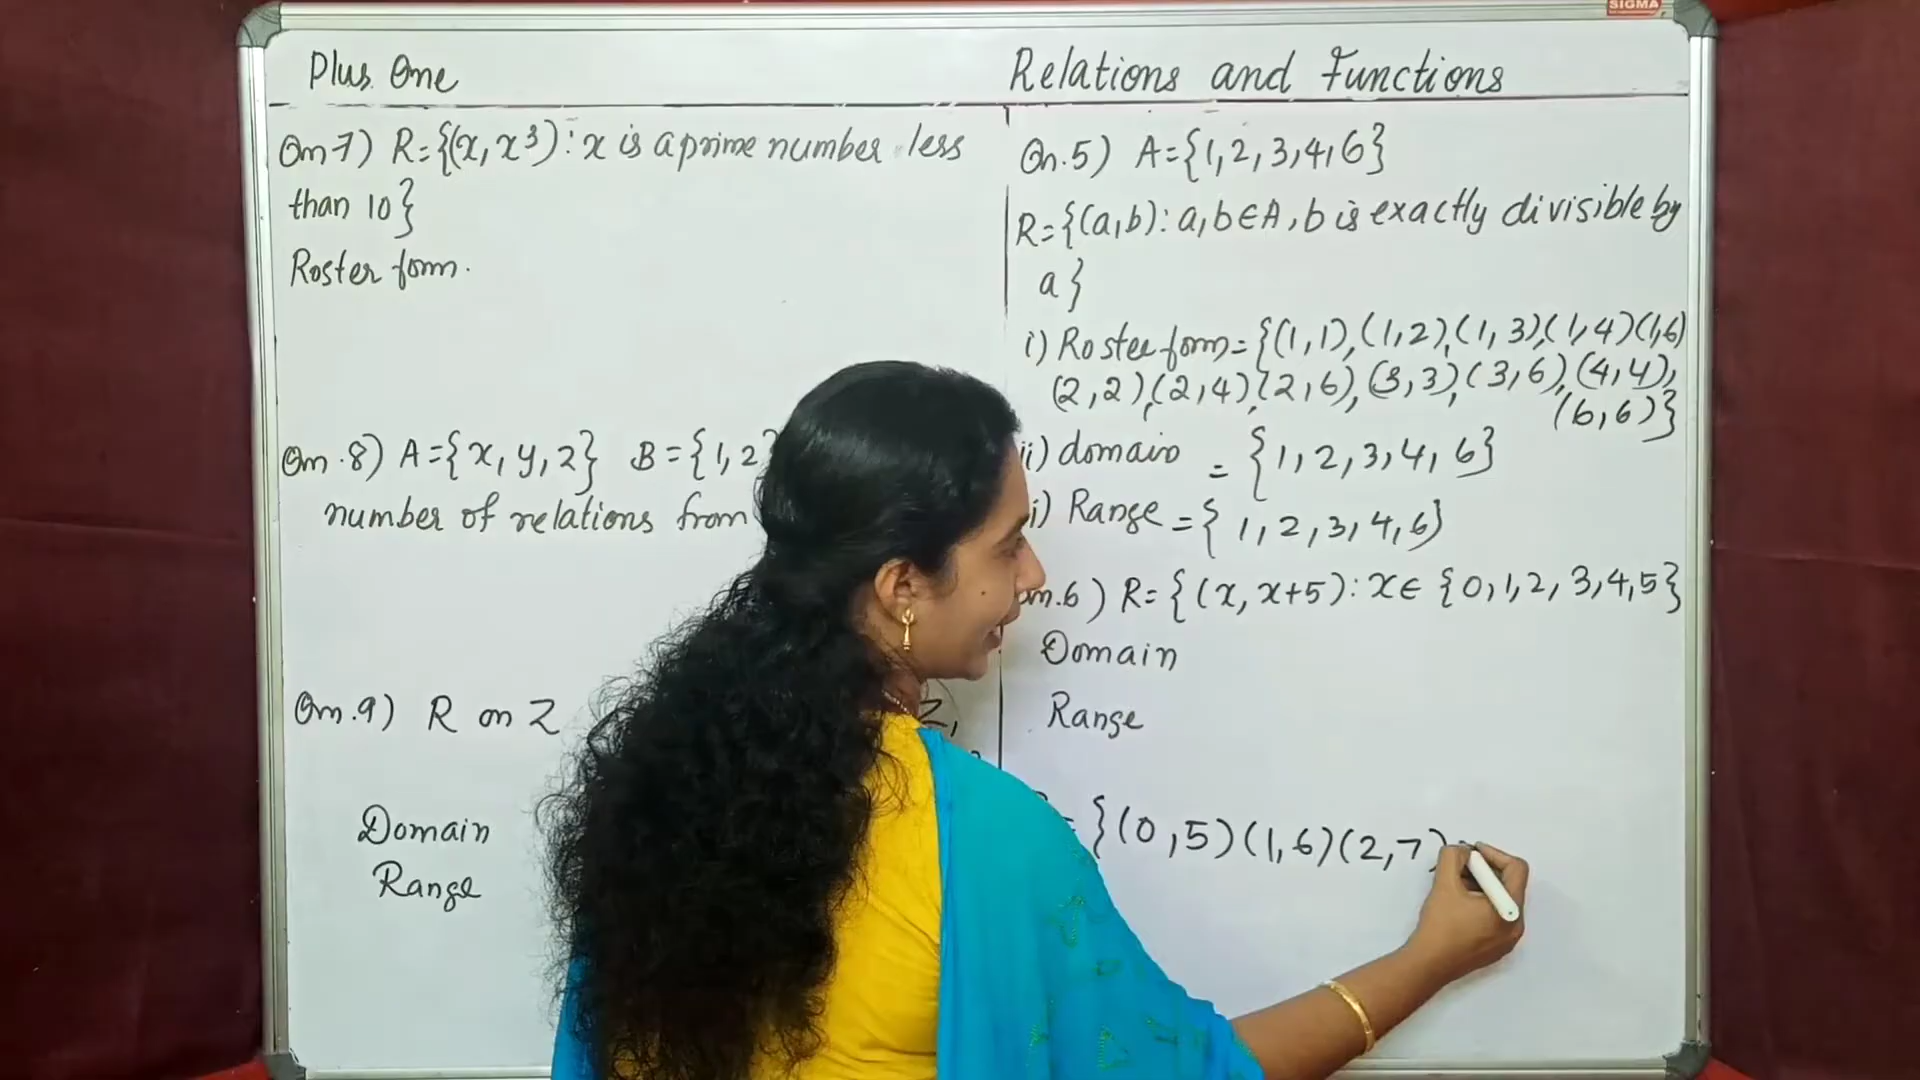 SIGMA
Plus One
Relations and Functions
Qn 7) R={(x, x³) : x is a prime number less
than 10}
Roster form.
Qn .8) A={x, y, z} B={1,2
number of relations from
Qn .9) R on Z
Z,
Domain
Range
Qn.5) A={1,2,3,4,6}
R={(a,b): a,b∈A, b is exactly divisible by
a}
i) Roster form={(1,1),(1,2),(1,3),(1,4)(1,6)
(2,2),(2,4),(2,6),(3,3),(3,6),(4,4),
(6,6)}
ii) domain = {1,2,3,4,6}
i) Range = {1,2,3,4,6}
n.6) R={(x, x+5): x∈ {0,1,2,3,4,5}
Domain
Range
= {(0,5)(1,6)(2,7)